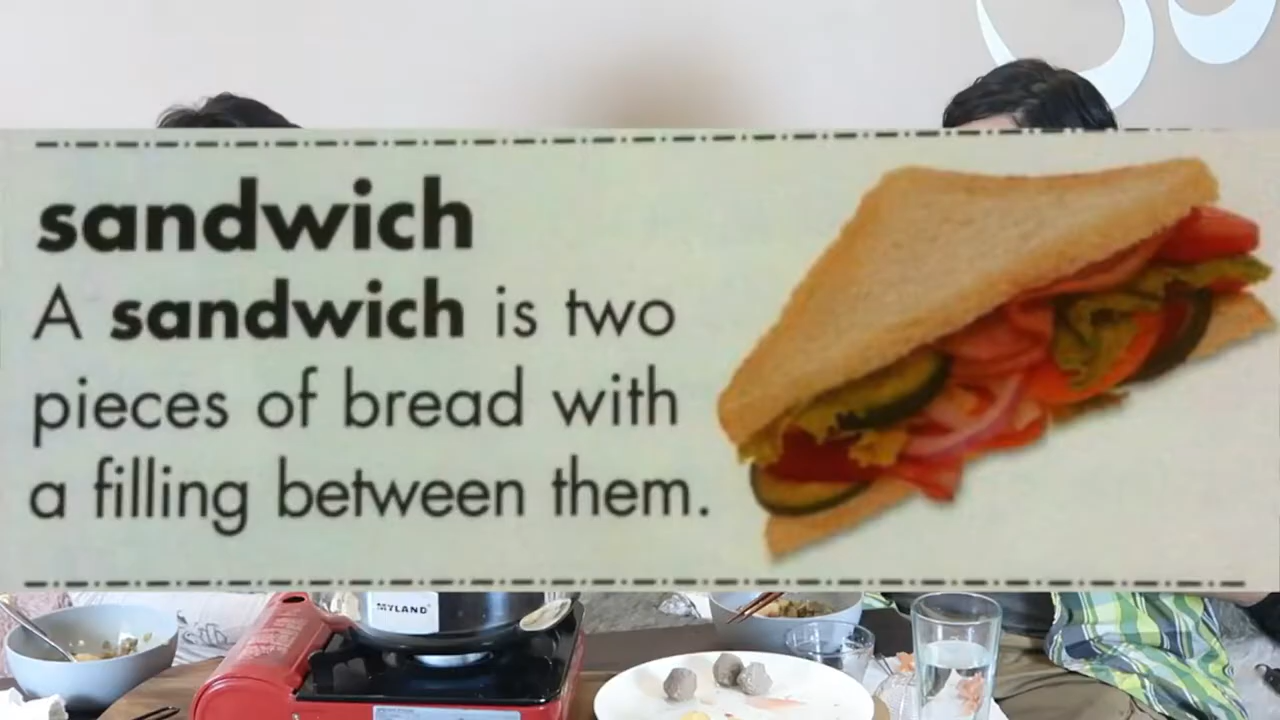 sandwich
A sandwich is two
pieces of bread with
a filling between them.
MYLAND